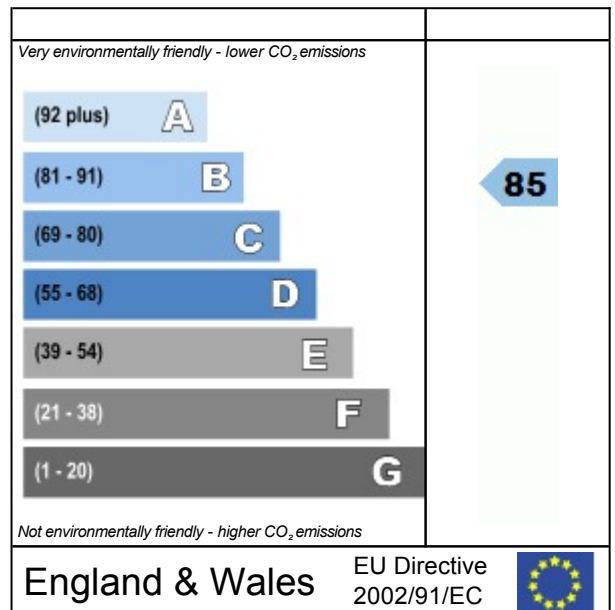 Very environmentally friendly - lower CO₂ emissions
(92 plus) A
(81 - 91) B
85
(69 - 80) C
(55 - 68) D
(39 - 54) E
(21 - 38) F
(1 - 20) G
Not environmentally friendly - higher CO₂ emissions
England & Wales
EU Directive
2002/91/EC